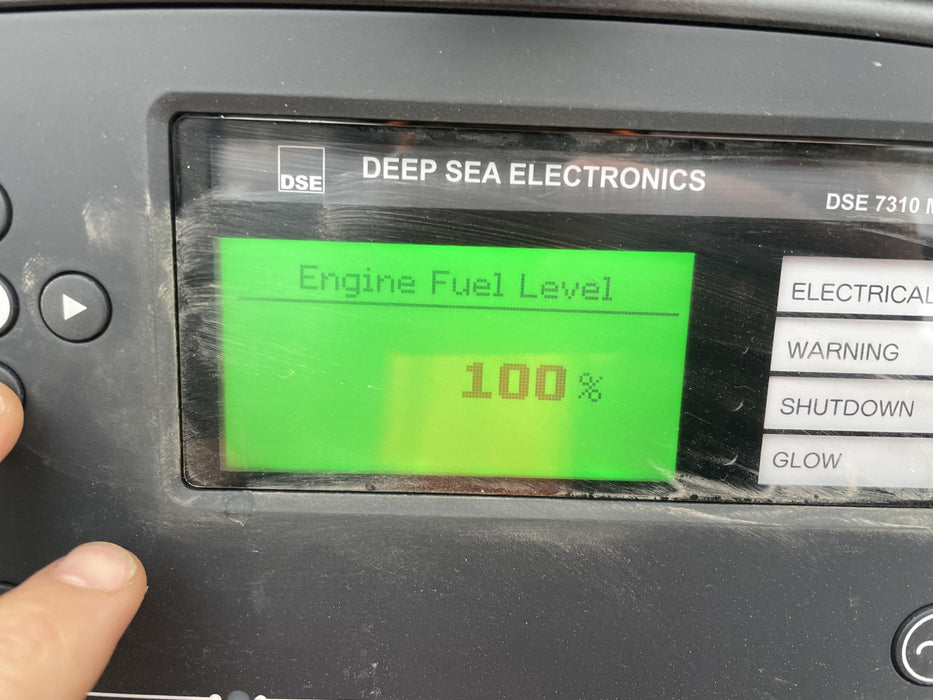 DSE
DEEP SEA ELECTRONICS
DSE 7310
Engine Fuel Level
100%
ELECTRICAL
WARNING
SHUTDOWN
GLOW